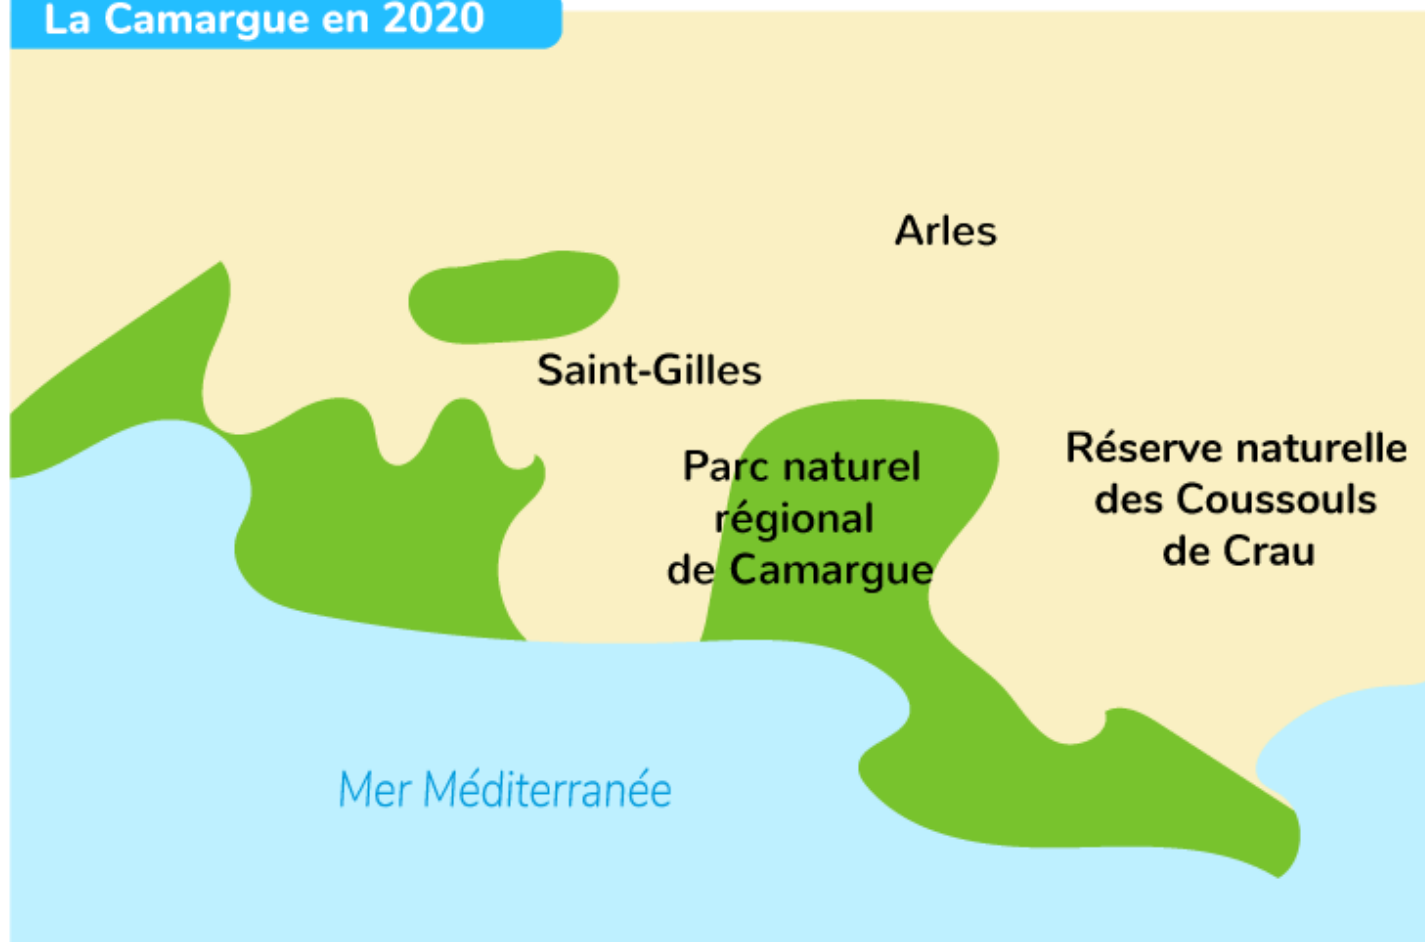 La Camargue en 2020
Arles
Saint-Gilles
Parc naturel
régional
de Camargue
Réserve naturelle
des Coussouls
de Crau
Mer Méditerranée